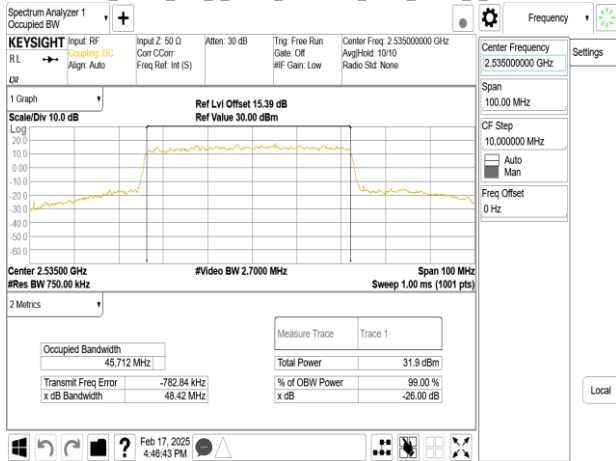 Spectrum Analyzer 1
Occupied BW
Frequency
KEYSIGHT
Input: RF
Coupling: DC
Align: Auto
Input Z: 50 Ω
Corr CCorr
Freq Ref: Int (S)
Atten: 30 dB
Trig: Free Run
Gate: Off
#IF Gain: Low
Center Freq: 2.535000000 GHz
Avg|Hold: 10/10
Radio Std: None
RL
LXI
Center Frequency
2.535000000 GHz
Settings
Span
100.00 MHz
CF Step
10.000000 MHz
Auto
Man
Freq Offset
0 Hz
Local
1 Graph
Scale/Div 10.0 dB
Ref Lvl Offset 15.39 dB
Ref Value 30.00 dBm
Log
20.0
10.0
0.00
-10.0
-20.0
-30.0
-40.0
-50.0
-60.0
Center 2.53500 GHz
#Video BW 2.7000 MHz
Span 100 MHz
#Res BW 750.00 kHz
Sweep 1.00 ms (1001 pts)
2 Metrics
Measure Trace
Trace 1
Occupied Bandwidth
45.712 MHz
Total Power
31.9 dBm
Transmit Freq Error
-782.84 kHz
% of OBW Power
99.00 %
x dB Bandwidth
48.42 MHz
x dB
-26.00 dB
?
Feb 17, 2025
4:46:43 PM